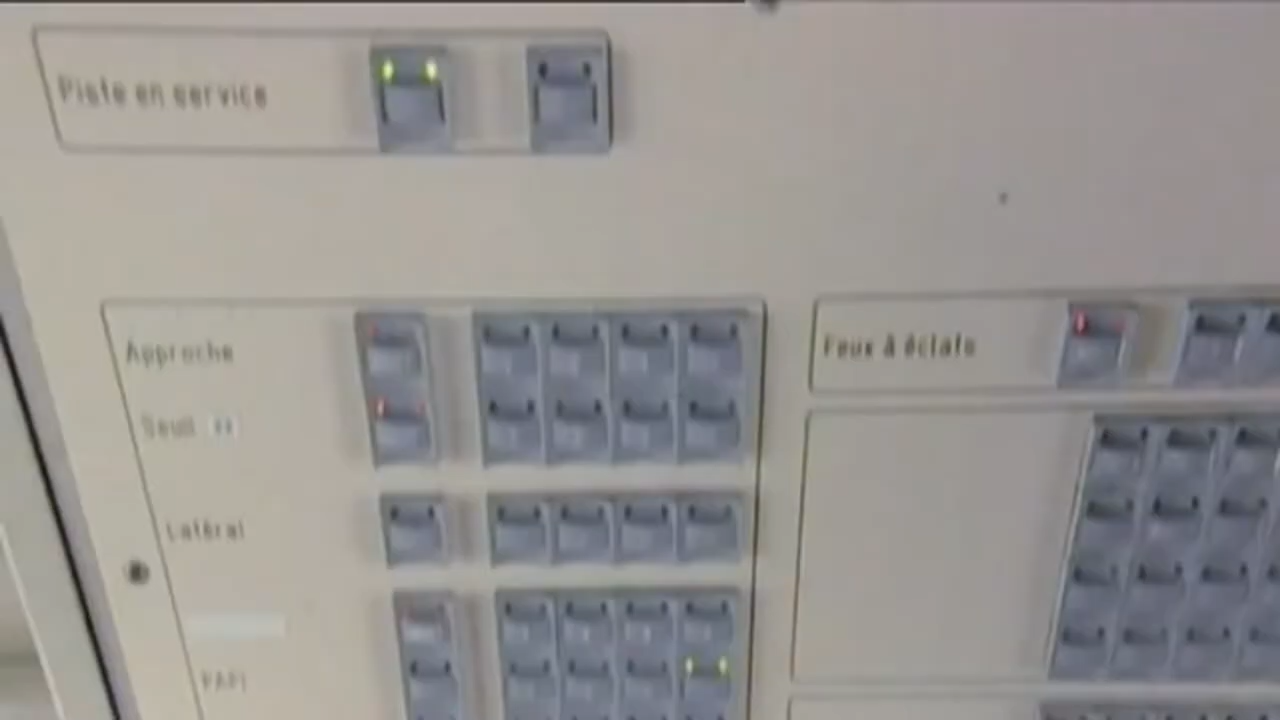 Piste en service
Approche
Feux à éclats
Seuil
Latéral
PAPI